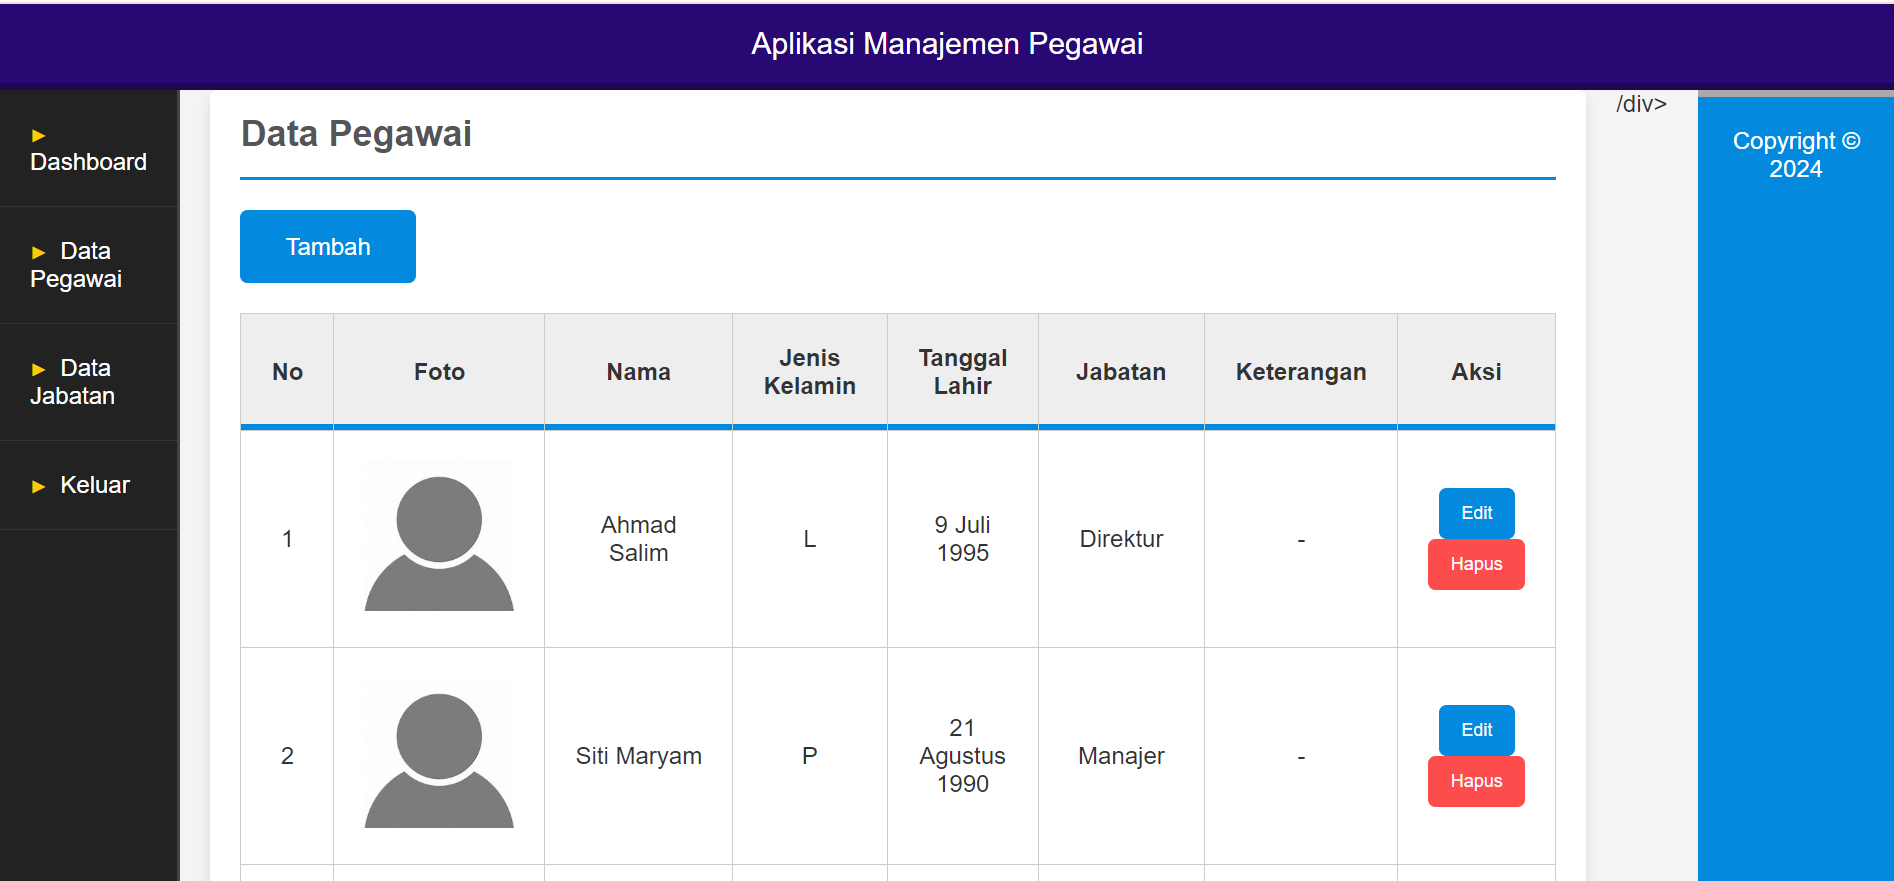 Aplikasi Manajemen Pegawai
►
Dashboard
► Data
Pegawai
► Data
Jabatan
► Keluar
Data Pegawai
Tambah
No Foto Nama Jenis Kelamin Tanggal Lahir Jabatan Keterangan Aksi
1 Ahmad Salim L 9 Juli 1995 Direktur - Edit Hapus
2 Siti Maryam P 21 Agustus 1990 Manajer - Edit Hapus
/div>
Copyright ©
2024